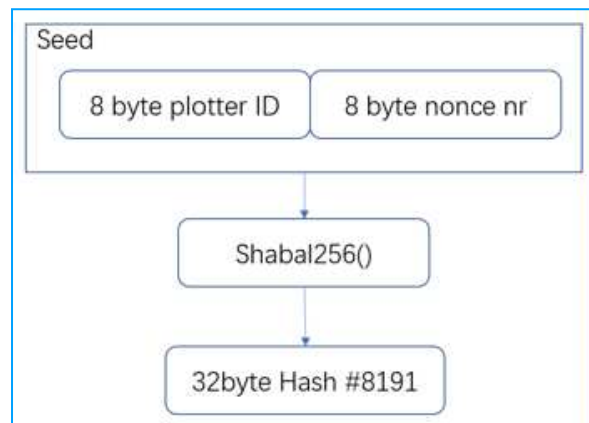 Seed
8 byte plotter ID
8 byte nonce nr
Shabal256()
32byte Hash #8191